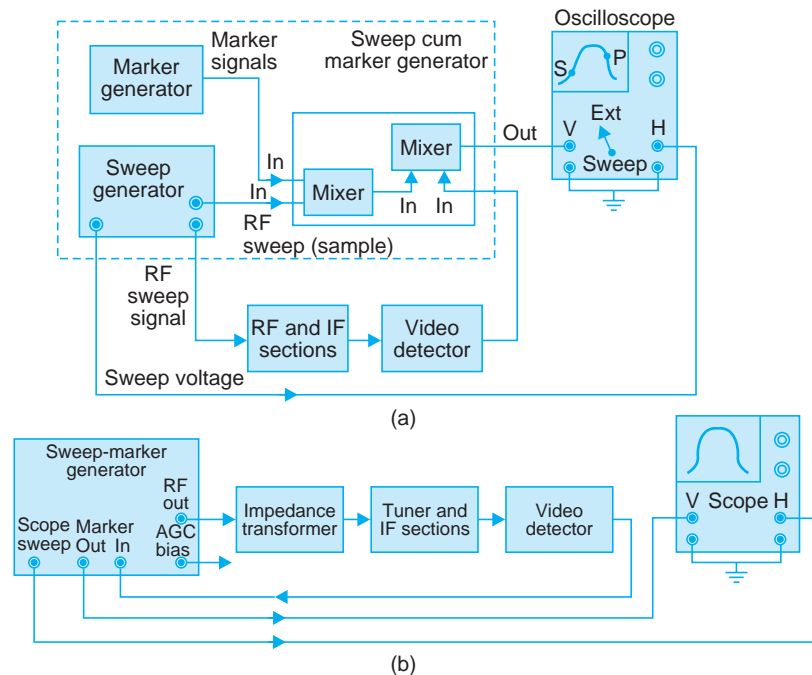 Oscilloscope
Marker
signals
Sweep cum
marker generator
Marker
generator
S
P
Ext
V
H
Sweep
Out
Mixer
In
Sweep
generator
In
Mixer
In
In
RF
sweep (sample)
RF
sweep
signal
RF and IF
sections
Video
detector
Sweep voltage
(a)
Sweep-marker
generator
RF
out
Impedance
transformer
Tuner and
IF sections
Video
detector
V
Scope
H
Scope
sweep
Marker
Out
In
AGC
bias
(b)